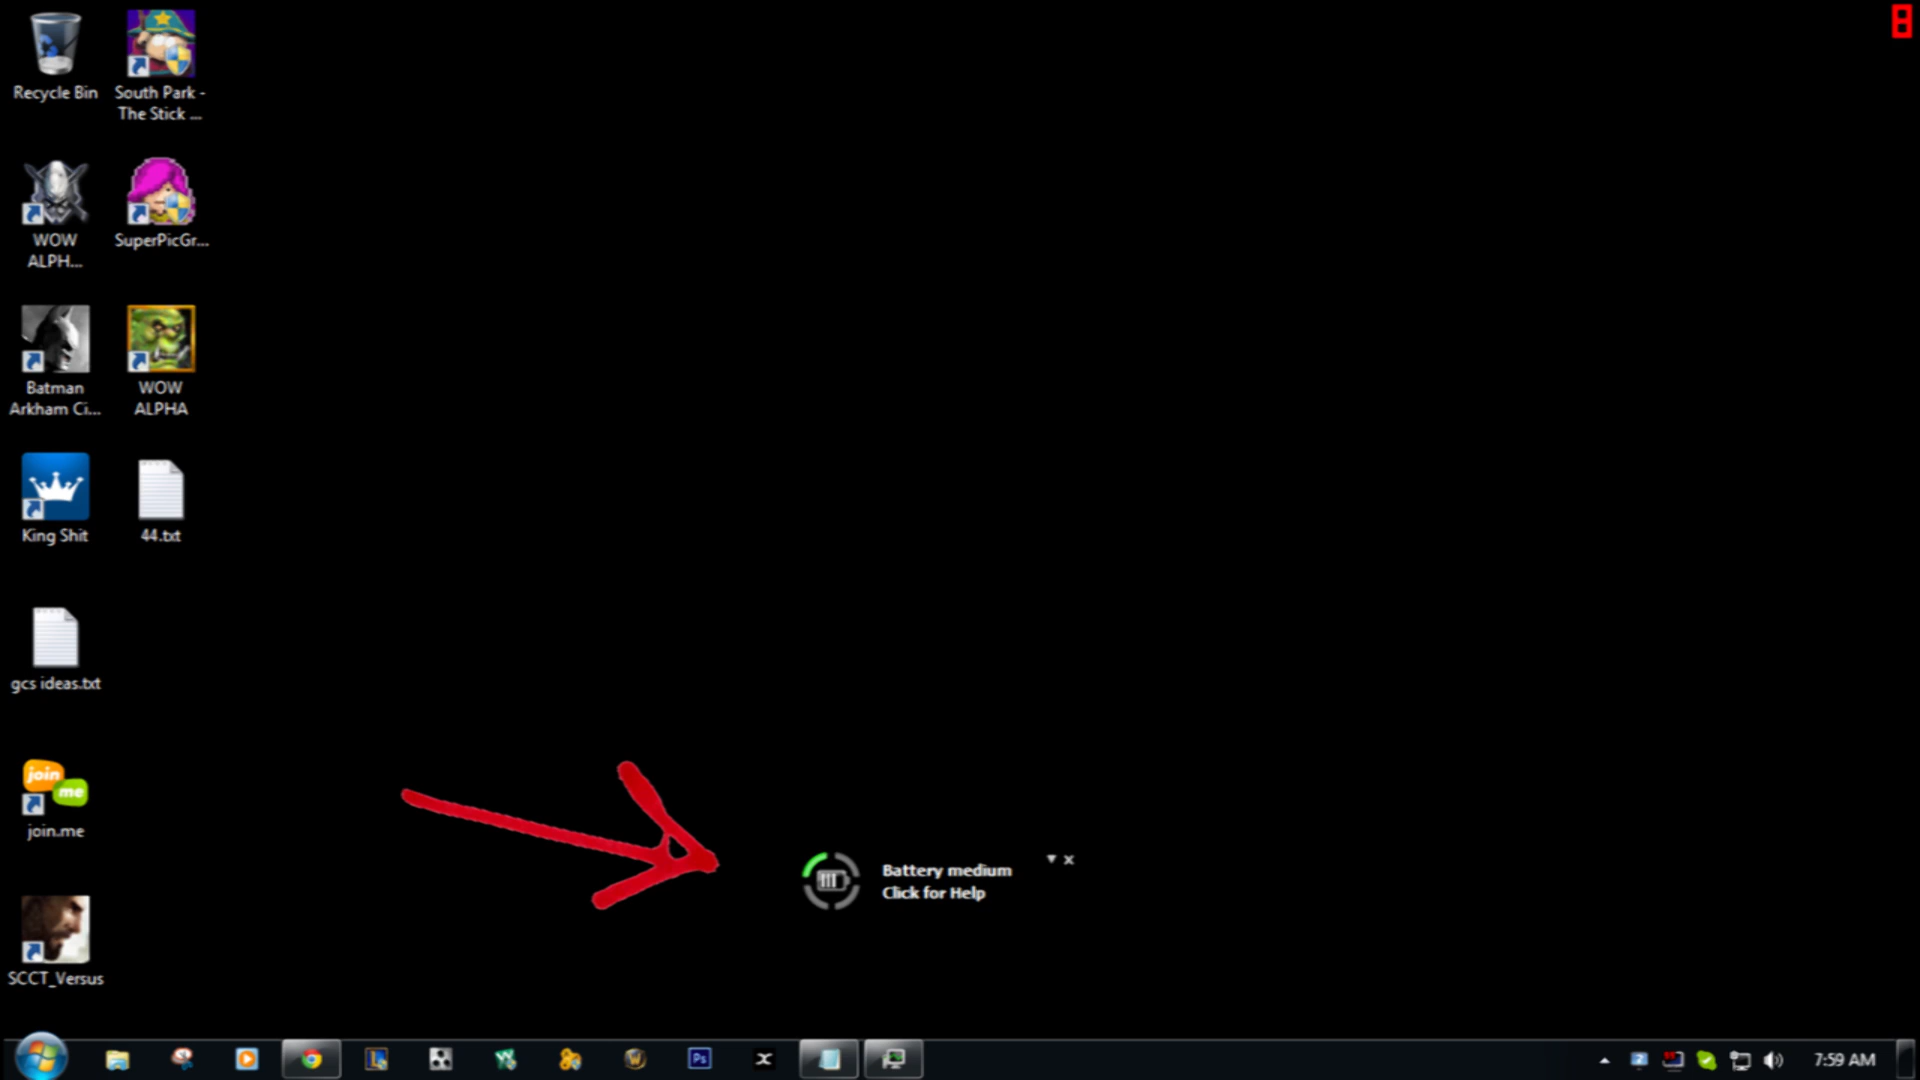 Recycle Bin
South Park -
The Stick ...
WOW
ALPH...
SuperPicGr...
Batman
Arkham Ci...
WOW
ALPHA
King Shit
44.txt
gcs ideas.txt
join
me
join.me
SCCT_Versus
Battery medium
Click for Help
Ps
7:59 AM